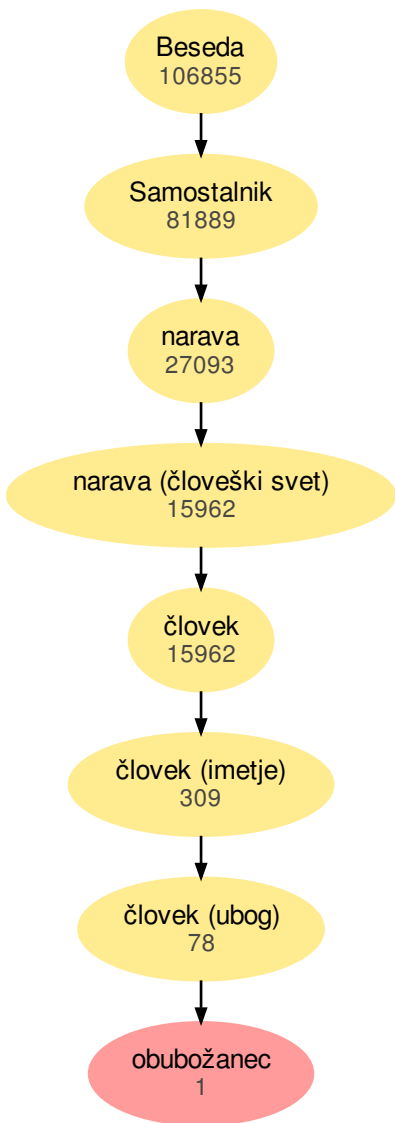 Beseda
106855
Samostalnik
81889
narava
27093
narava (človeški svet)
15962
človek
15962
človek (imetje)
309
človek (ubog)
78
obubožanec
1